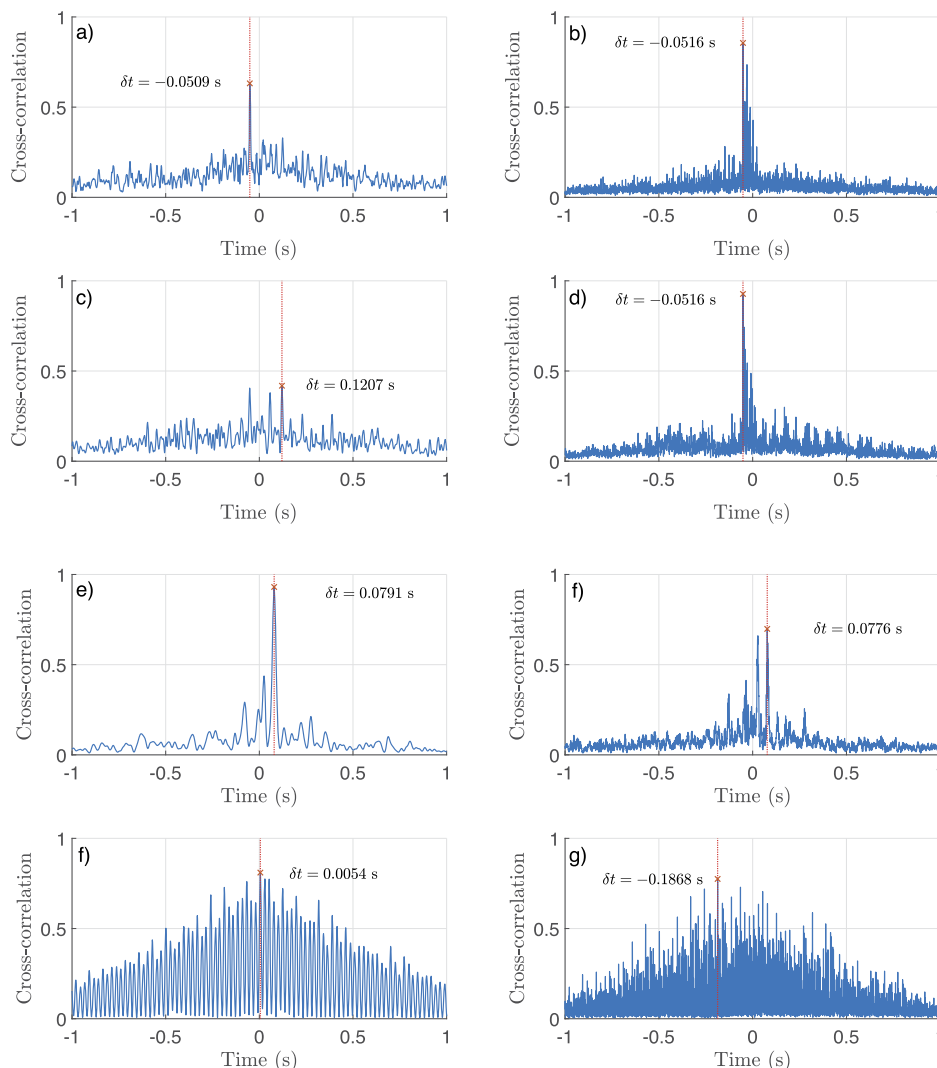 a)
δt = −0.0509 s
Cross-correlation
1
0.5
0
-1 -0.5 0 0.5 1
Time (s)
b)
δt = −0.0516 s
Cross-correlation
1
0.5
0
-1 -0.5 0 0.5
Time (s)
c)
δt = 0.1207 s
Cross-correlation
1
0.5
0
-1 -0.5 0 0.5 1
Time (s)
d)
δt = −0.0516 s
Cross-correlation
1
0.5
0
-1 -0.5 0 0.5
Time (s)
e)
δt = 0.0791 s
Cross-correlation
1
0.5
0
-1 -0.5 0 0.5 1
Time (s)
f)
δt = 0.0776 s
Cross-correlation
1
0.5
0
-1 -0.5 0 0.5
Time (s)
f)
δt = 0.0054 s
Cross-correlation
1
0.5
0
-1 -0.5 0 0.5 1
Time (s)
g)
δt = −0.1868 s
Cross-correlation
1
0.5
0
-1 -0.5 0 0.5
Time (s)